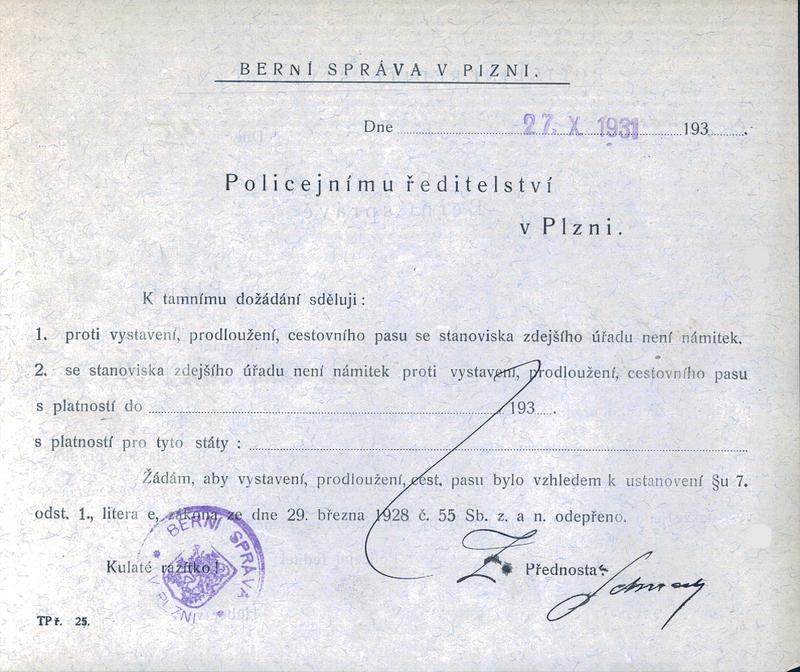 BERNÍ SPRÁVA V PLZNI.
Dne 27. X 1931 193 .
Policejnímu ředitelství
v Plzni.
K tamnímu dožádání sděluji :
1. proti vystavení, prodloužení, cestovního pasu se stanoviska zdejšího úřadu není námitek.
2. se stanoviska zdejšího úřadu není námitek proti vystavení, prodloužení, cestovního pasu
s platností do 193 .
s platností pro tyto státy :
Žádám, aby vystavení, prodloužení, cest. pasu bylo vzhledem k ustanovení §u 7.
odst. 1., litera e, zákona ze dne 29. března 1928 č. 55 Sb. z. a n. odepřeno.
BERNÍ SPRÁVA
V PLZNI
Kulaté razítko!
Přednosta:
TP ř. 25.